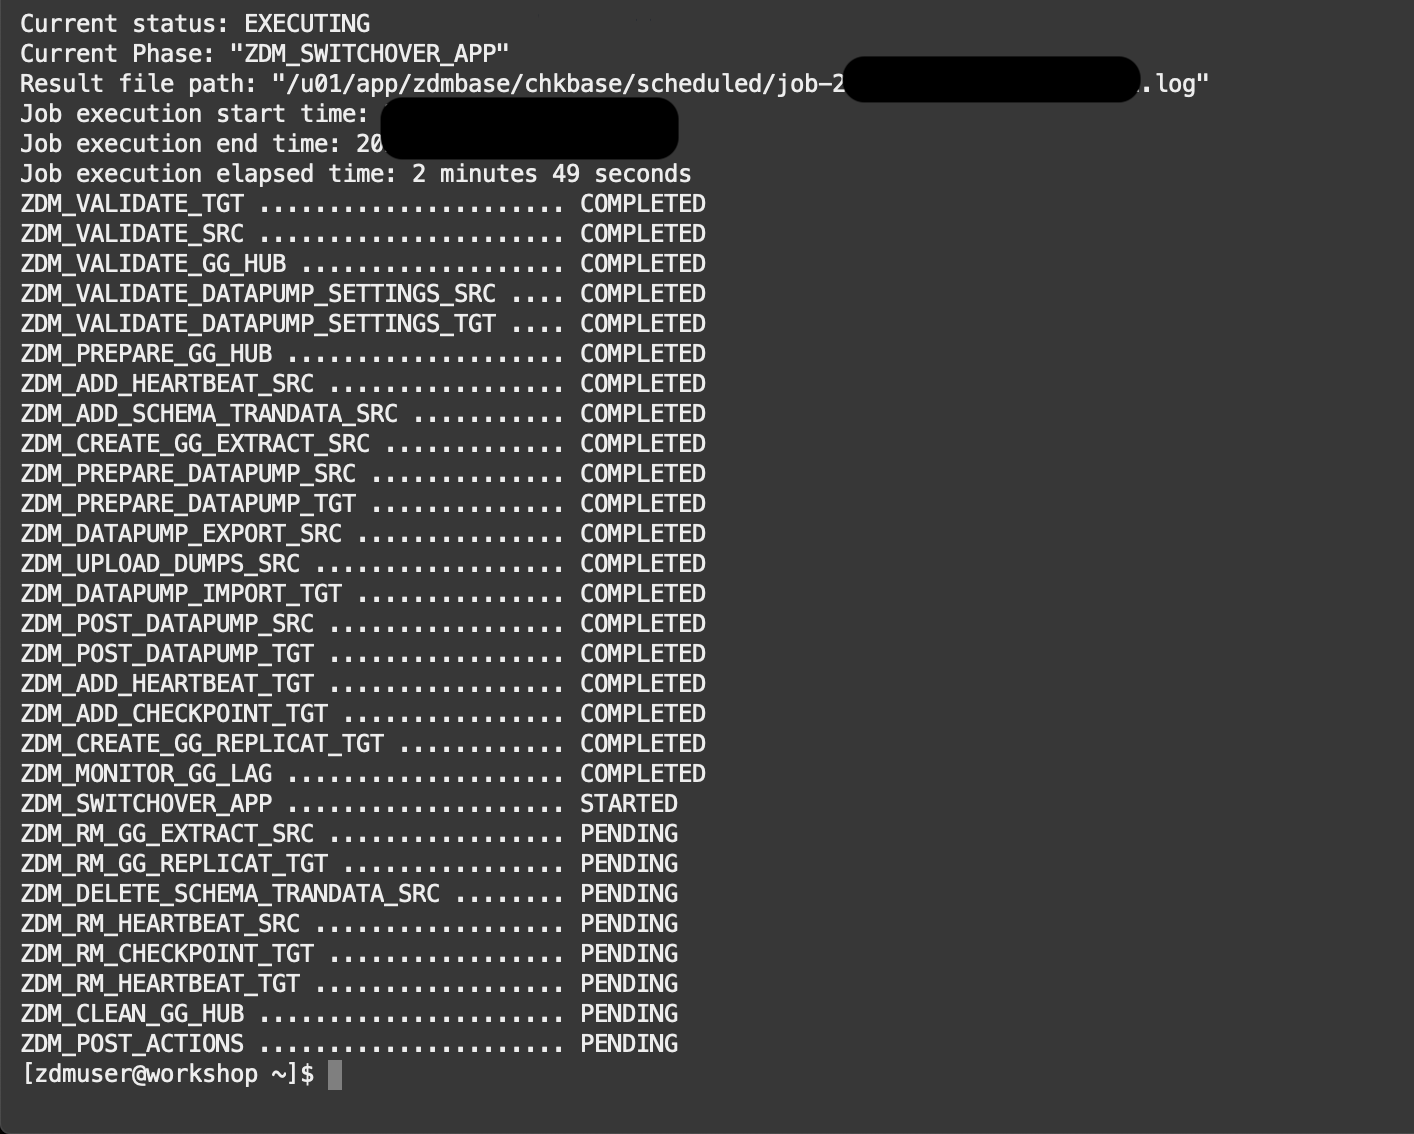 Current status: EXECUTING
Current Phase: "ZDM_SWITCHOVER_APP"
Result file path: "/u01/app/zdmbase/chkbase/scheduled/job-2 .log"
Job execution start time:
Job execution end time: 20
Job execution elapsed time: 2 minutes 49 seconds
ZDM_VALIDATE_TGT ...................... COMPLETED
ZDM_VALIDATE_SRC ...................... COMPLETED
ZDM_VALIDATE_GG_HUB ................... COMPLETED
ZDM_VALIDATE_DATAPUMP_SETTINGS_SRC .... COMPLETED
ZDM_VALIDATE_DATAPUMP_SETTINGS_TGT .... COMPLETED
ZDM_PREPARE_GG_HUB .................... COMPLETED
ZDM_ADD_HEARTBEAT_SRC ................. COMPLETED
ZDM_ADD_SCHEMA_TRANDATA_SRC ........... COMPLETED
ZDM_CREATE_GG_EXTRACT_SRC ............. COMPLETED
ZDM_PREPARE_DATAPUMP_SRC .............. COMPLETED
ZDM_PREPARE_DATAPUMP_TGT .............. COMPLETED
ZDM_DATAPUMP_EXPORT_SRC ............... COMPLETED
ZDM_UPLOAD_DUMPS_SRC .................. COMPLETED
ZDM_DATAPUMP_IMPORT_TGT ............... COMPLETED
ZDM_POST_DATAPUMP_SRC ................. COMPLETED
ZDM_POST_DATAPUMP_TGT ................. COMPLETED
ZDM_ADD_HEARTBEAT_TGT ................. COMPLETED
ZDM_ADD_CHECKPOINT_TGT ................ COMPLETED
ZDM_CREATE_GG_REPLICAT_TGT ............ COMPLETED
ZDM_MONITOR_GG_LAG .................... COMPLETED
ZDM_SWITCHOVER_APP .................... STARTED
ZDM_RM_GG_EXTRACT_SRC ................. PENDING
ZDM_RM_GG_REPLICAT_TGT ................ PENDING
ZDM_DELETE_SCHEMA_TRANDATA_SRC ........ PENDING
ZDM_RM_HEARTBEAT_SRC .................. PENDING
ZDM_RM_CHECKPOINT_TGT ................. PENDING
ZDM_RM_HEARTBEAT_TGT .................. PENDING
ZDM_CLEAN_GG_HUB ...................... PENDING
ZDM_POST_ACTIONS ...................... PENDING
[zdmuser@workshop ~]$